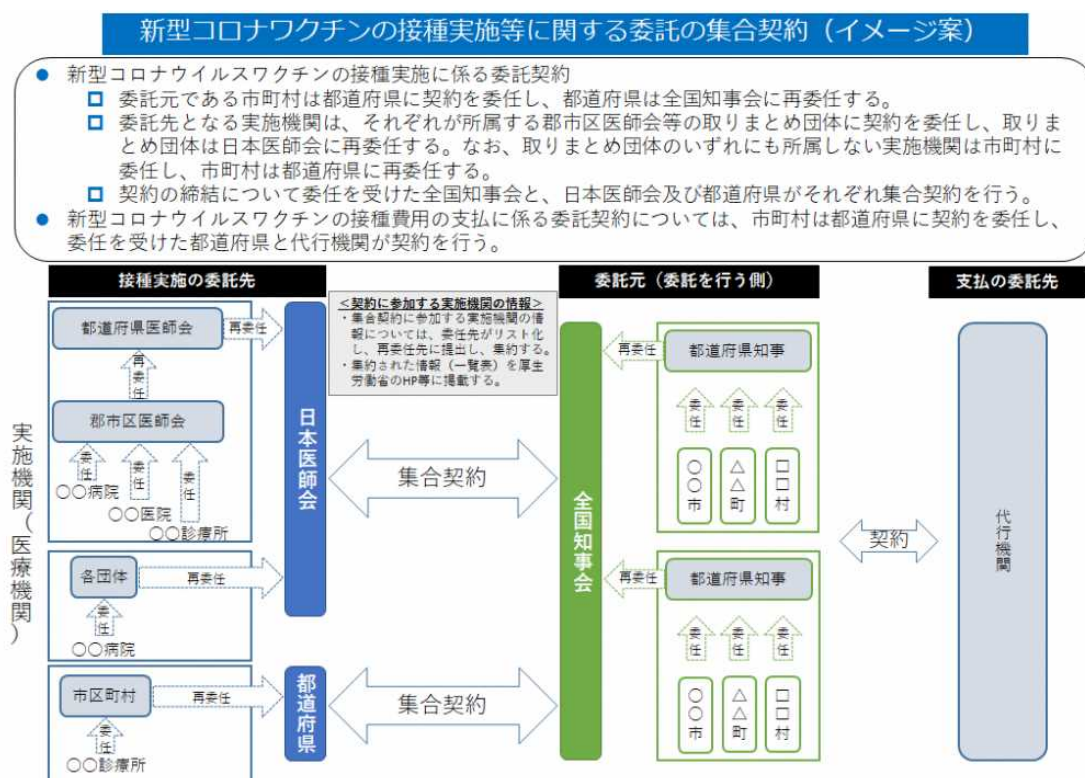 新型コロナワクチンの接種実施等に関する委託の集合契約（イメージ案）
● 新型コロナウイルスワクチンの接種実施に係る委託契約
委託元である市町村は都道府県に契約を委任し、都道府県は全国知事会に再委任する。
委託先となる実施機関は、それぞれが所属する郡市区医師会等の取りまとめ団体に契約を委任し、取りま
とめ団体は日本医師会に再委任する。なお、取りまとめ団体のいずれにも所属しない実施機関は市町村に
委任し、市町村は都道府県に再委任する。
契約の締結について委任を受けた全国知事会と、日本医師会及び都道府県がそれぞれ集合契約を行う。
● 新型コロナウイルスワクチンの接種費用の支払に係る委託契約については、市町村は都道府県に契約を委任し、
委任を受けた都道府県と代行機関が契約を行う。
接種実施の委託先
委託元（委託を行う側）
支払の委託先
実施機関（医療機関）
都道府県医師会
再委任
再委任
郡市区医師会
委任
委任
委任
〇〇病院
〇〇医院
〇〇診療所
各団体
再委任
委任
〇〇病院
市区町村
再委任
委任
〇〇診療所
日本医師会
都道府県
＜契約に参加する実施機関の情報＞
・集合契約に参加する実施機関の情
報については、委任先がリスト化
し、再委任先に提出し、集約する。
・集約された情報（一覧表）を厚生
労働省のHP等に掲載する。
集合契約
集合契約
全国知事会
再委任
都道府県知事
委任
委任
委任
〇〇市
△△町
□□村
再委任
都道府県知事
委任
委任
委任
〇〇市
△△町
□□村
契約
代行機関